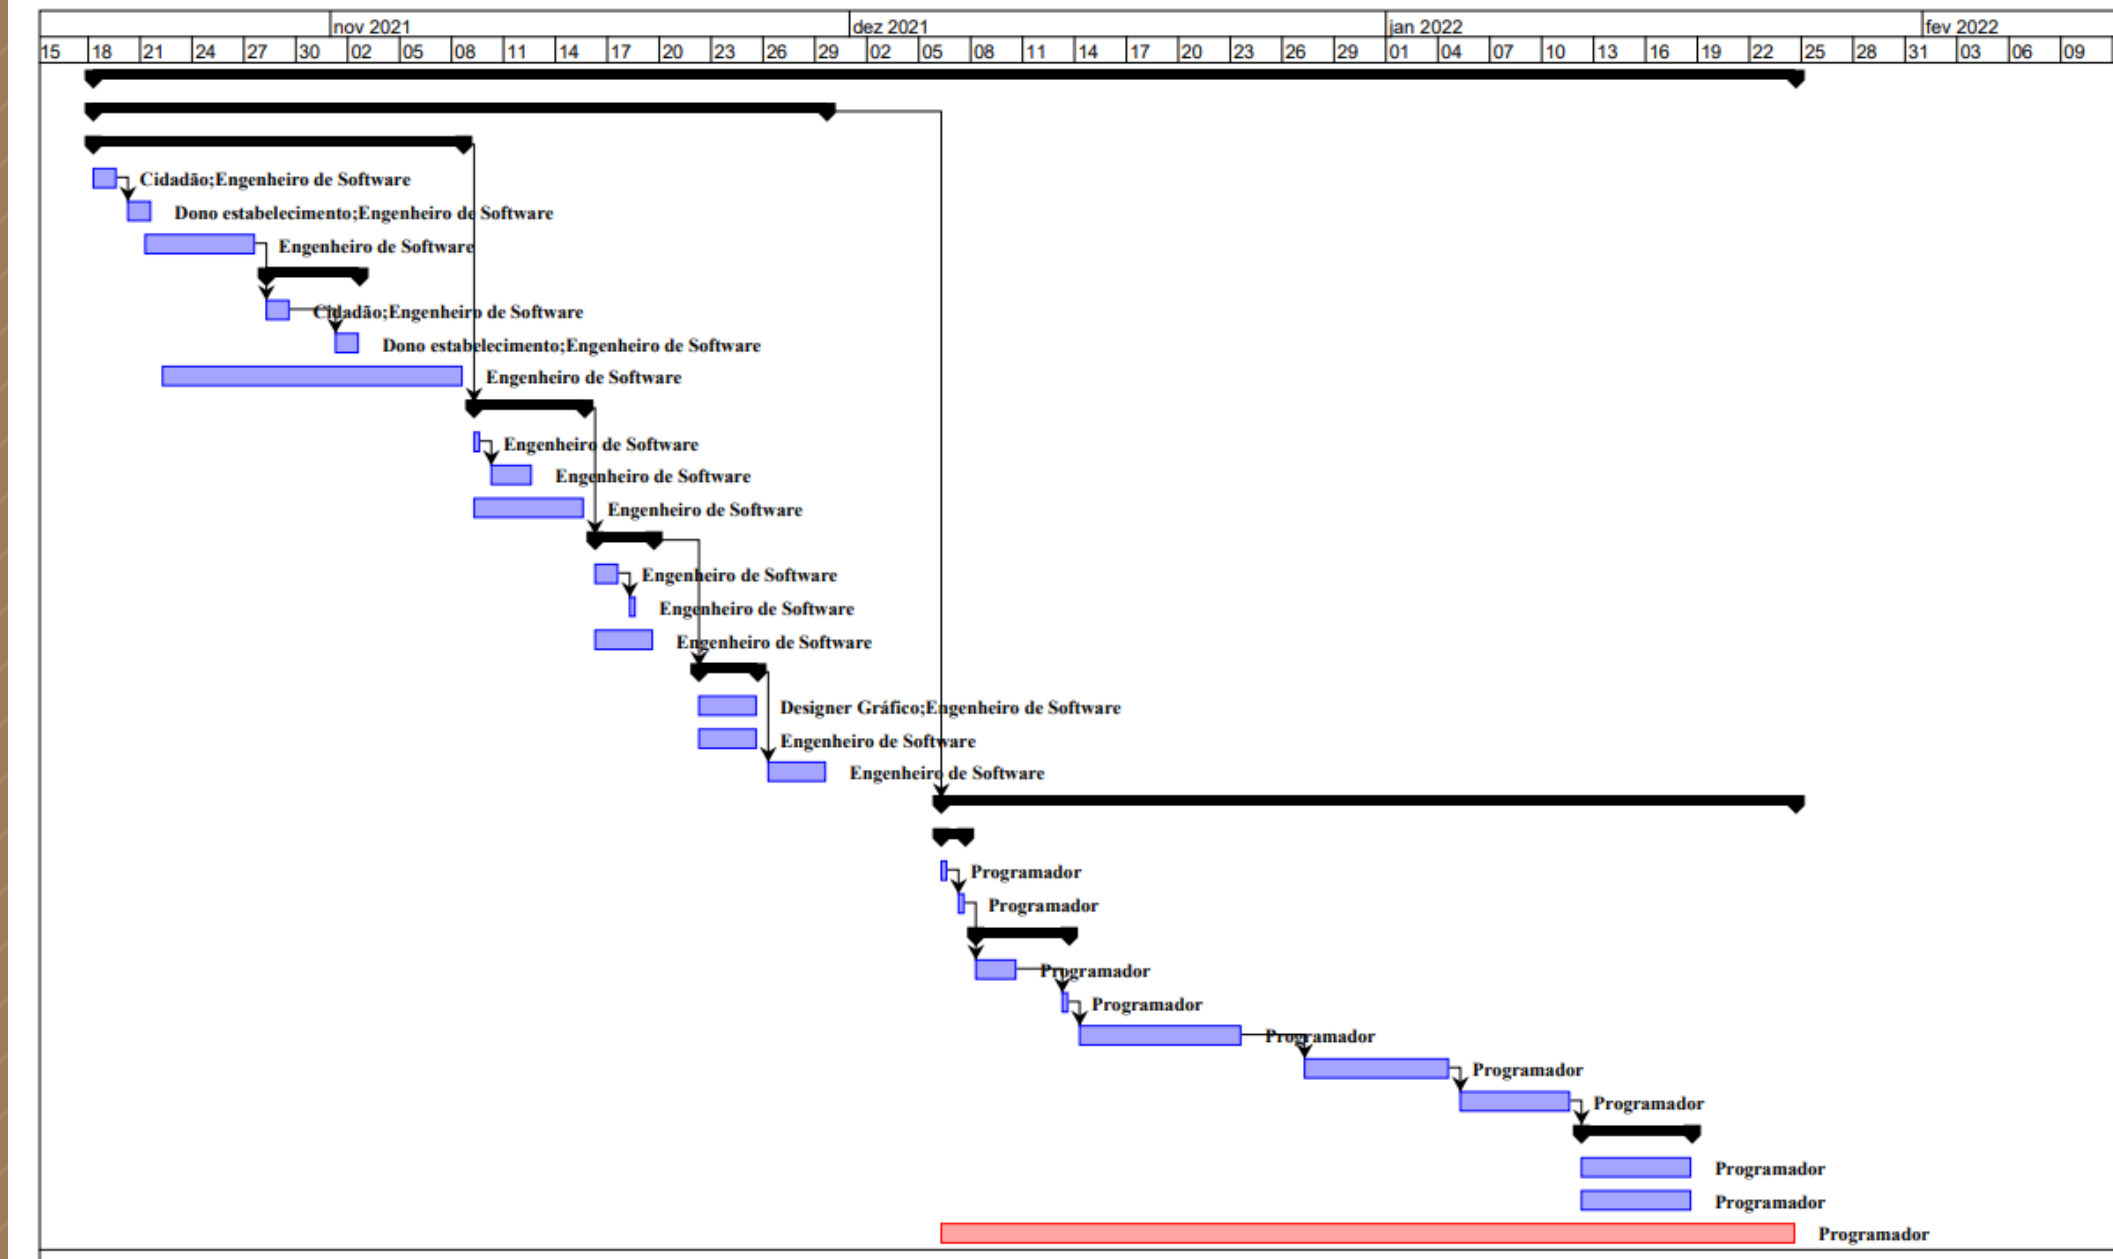 nov 2021 dez 2021 jan 2022 fev 2022
15 18 21 24 27 30 02 05 08 11 14 17 20 23 26 29 02 05 08 11 14 17 20 23 26 29 01 04 07 10 13 16 19 22 25 28 31 03 06 09
Cidadão;Engenheiro de Software
Dono estabelecimento;Engenheiro de Software
Engenheiro de Software
Cidadão;Engenheiro de Software
Dono estabelecimento;Engenheiro de Software
Engenheiro de Software
Engenheiro de Software
Engenheiro de Software
Engenheiro de Software
Engenheiro de Software
Engenheiro de Software
Engenheiro de Software
Designer Gráfico;Engenheiro de Software
Engenheiro de Software
Engenheiro de Software
Programador
Programador
Programador
Programador
Programador
Programador
Programador
Programador
Programador
Programador